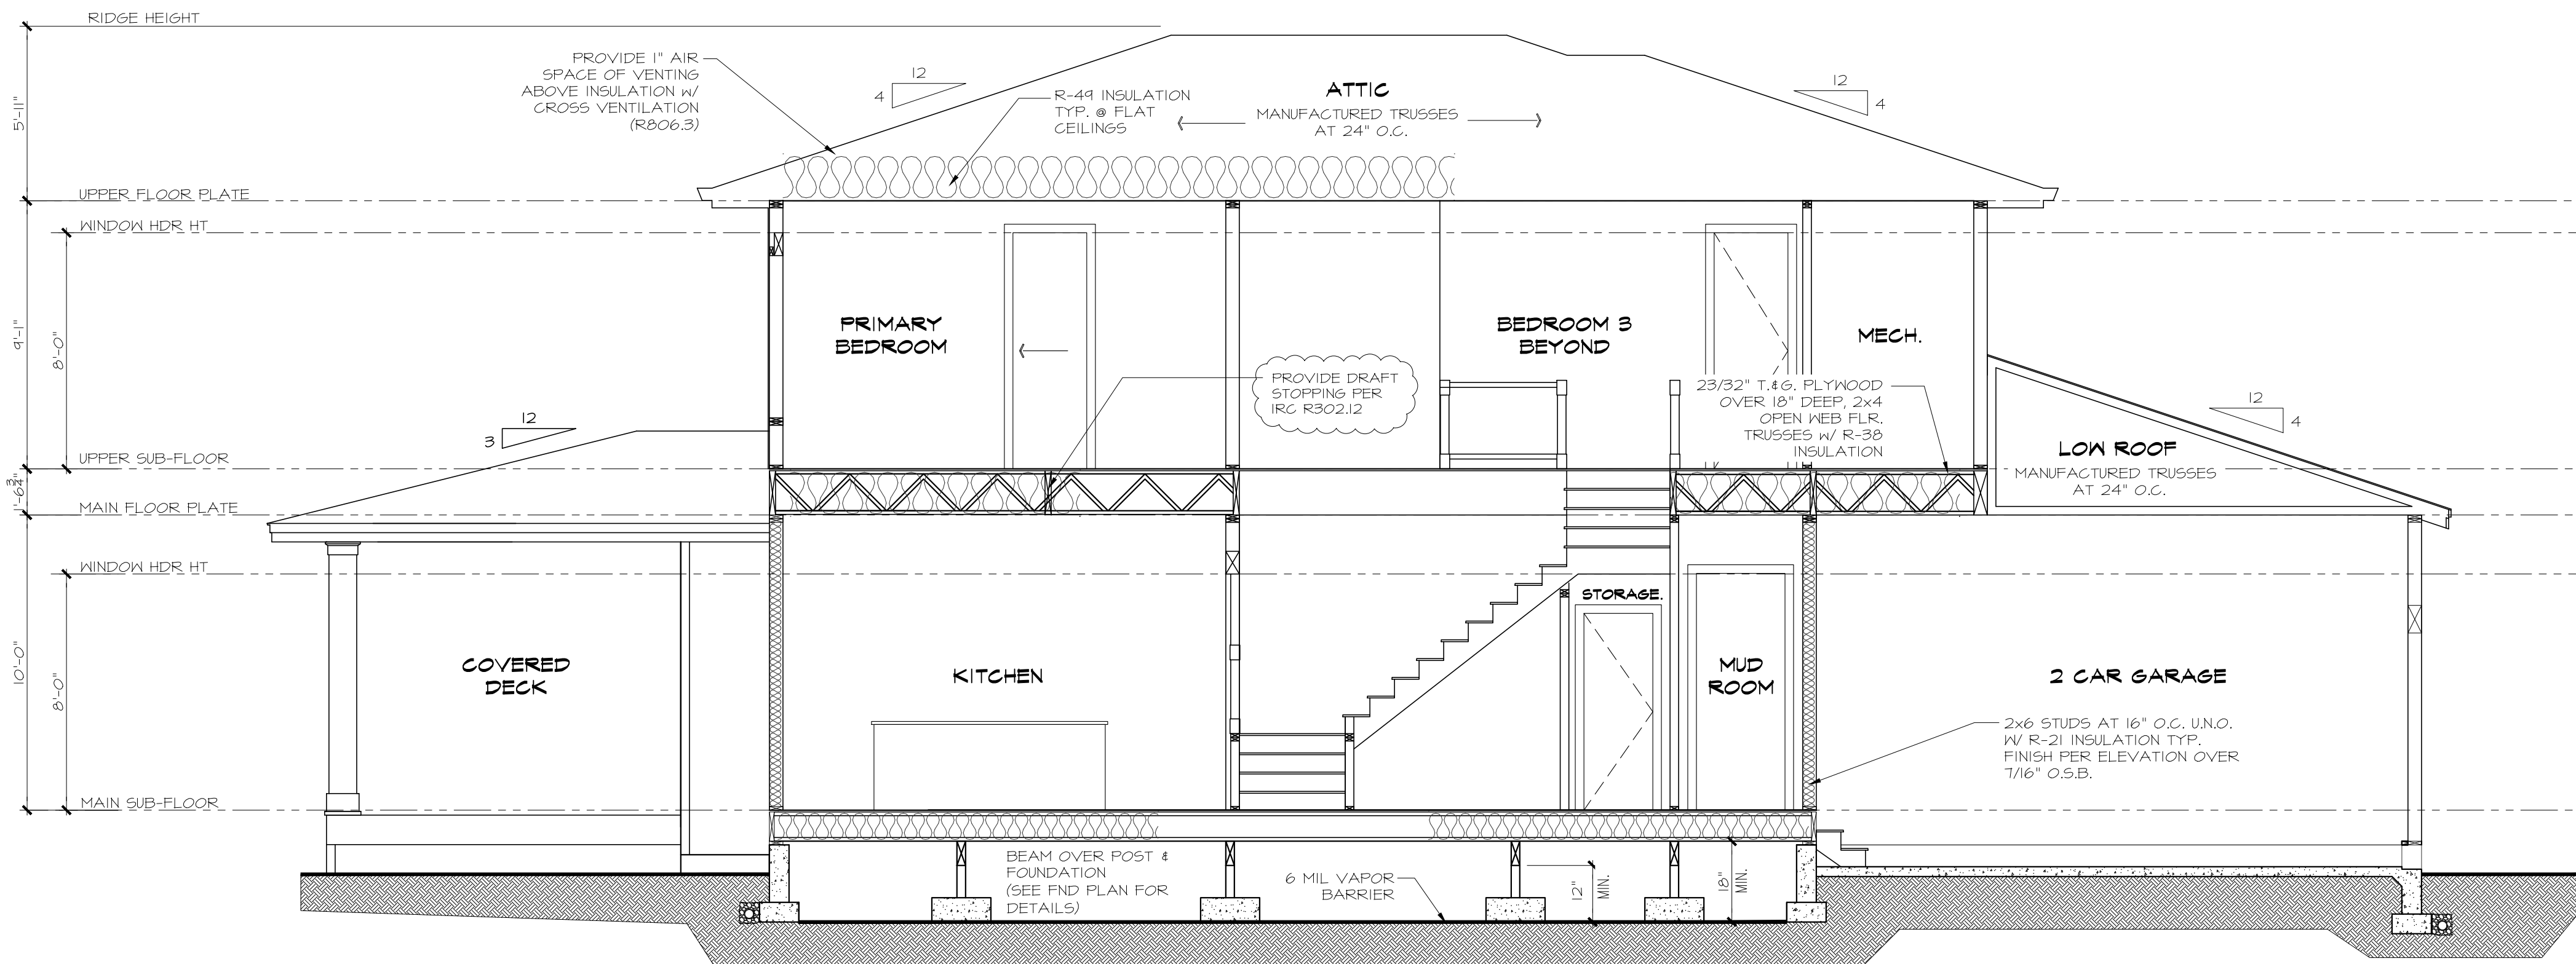 RIDGE HEIGHT
5'-11"
PROVIDE 1" AIR
SPACE OF VENTING
ABOVE INSULATION W/
CROSS VENTILATION
(R806.3)
12
4
R-49 INSULATION
TYP. @ FLAT
CEILINGS
ATTIC
MANUFACTURED TRUSSES
AT 24" O.C.
12
4
UPPER FLOOR PLATE
WINDOW HDR HT
9'-1"
8'-0"
PRIMARY
BEDROOM
BEDROOM 3
BEYOND
MECH.
PROVIDE DRAFT
STOPPING PER
IRC R302.12
23/32" T.&G. PLYWOOD
OVER 18" DEEP, 2x4
OPEN WEB FLR.
TRUSSES W/ R-38
INSULATION
12
3
12
4
LOW ROOF
MANUFACTURED TRUSSES
AT 24" O.C.
UPPER SUB-FLOOR
1'-6 3/4"
MAIN FLOOR PLATE
WINDOW HDR HT
10'-0"
8'-0"
STORAGE.
COVERED
DECK
KITCHEN
MUD
ROOM
2 CAR GARAGE
2x6 STUDS AT 16" O.C. U.N.O.
W/ R-21 INSULATION TYP.
FINISH PER ELEVATION OVER
7/16" O.S.B.
MAIN SUB-FLOOR
BEAM OVER POST &
FOUNDATION
(SEE FND PLAN FOR
DETAILS)
6 MIL VAPOR
BARRIER
12"
MIN.
18"
MIN.